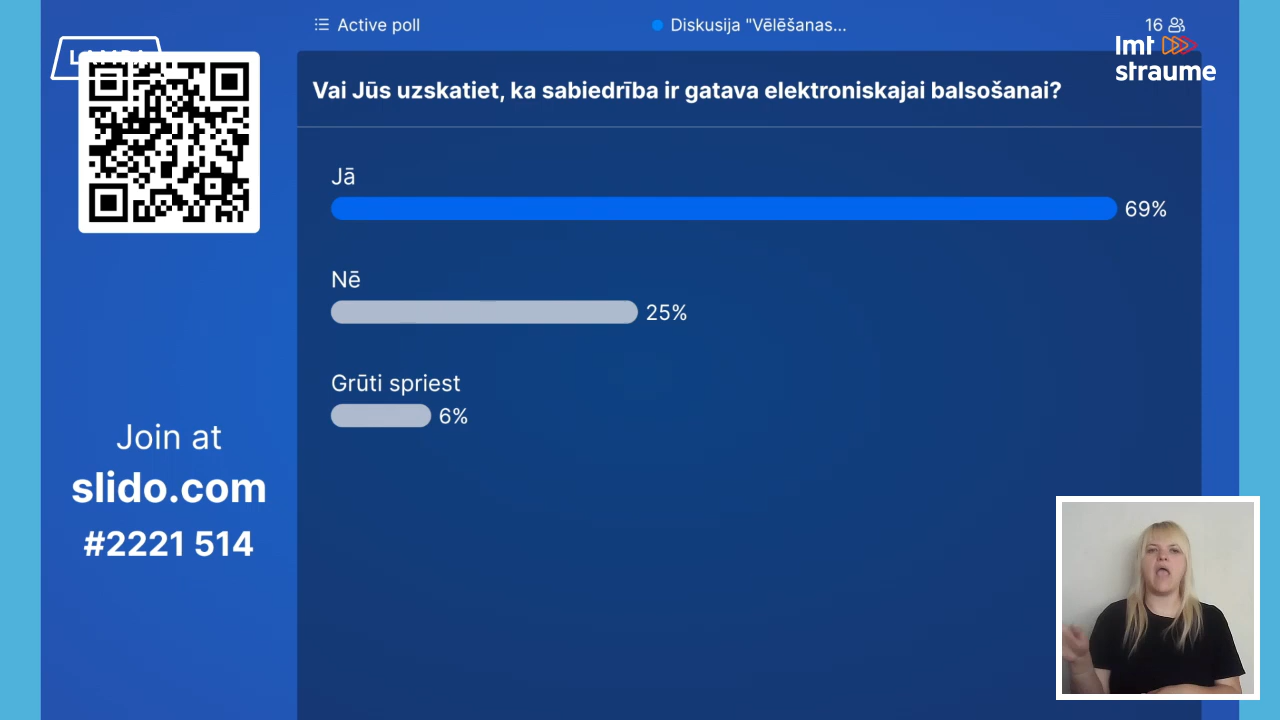 Active poll
Diskusija "Vēlēšanas...
16
LAMPA
lmt
straume
Vai Jūs uzskatiet, ka sabiedrība ir gatava elektroniskajai balsošanai?
Jā
69%
Nē
25%
Grūti spriest
6%
Join at
slido.com
#2221 514